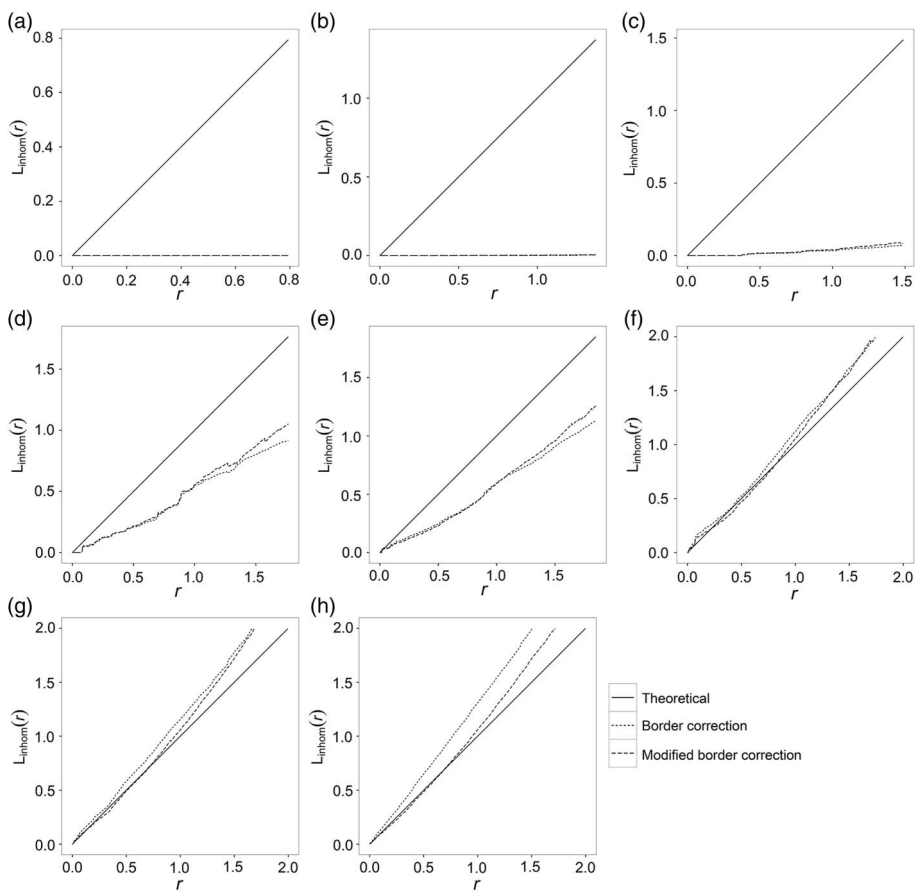 (a)
0.8
0.6
0.4
0.2
0.0
L_inhom(r)
0.0 0.2 0.4 0.6 0.8
r
(b)
1.0
0.5
0.0
L_inhom(r)
0.0 0.5 1.0
r
(c)
1.5
1.0
0.5
0.0
L_inhom(r)
0.0 0.5 1.0 1.5
r
(d)
1.5
1.0
0.5
0.0
L_inhom(r)
0.0 0.5 1.0 1.5
r
(e)
1.5
1.0
0.5
0.0
L_inhom(r)
0.0 0.5 1.0 1.5
r
(f)
2.0
1.5
1.0
0.5
0.0
L_inhom(r)
0.0 0.5 1.0 1.5 2.0
r
(g)
2.0
1.5
1.0
0.5
0.0
L_inhom(r)
0.0 0.5 1.0 1.5 2.0
r
(h)
2.0
1.5
1.0
0.5
0.0
L_inhom(r)
0.0 0.5 1.0 1.5 2.0
r
Theoretical
Border correction
Modified border correction